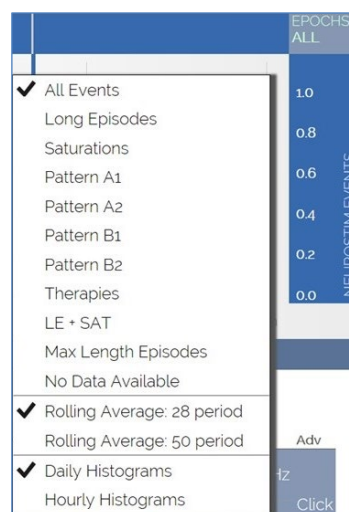 EPOCHS
ALL
All Events
Long Episodes
Saturations
Pattern A1
Pattern A2
Pattern B1
Pattern B2
Therapies
LE + SAT
Max Length Episodes
No Data Available
Rolling Average: 28 period
Rolling Average: 50 period
Daily Histograms
Hourly Histograms
1.0
0.8
0.6
0.4
0.2
0.0
NEUROSTIM EVENTS
Adv
Hz
Click